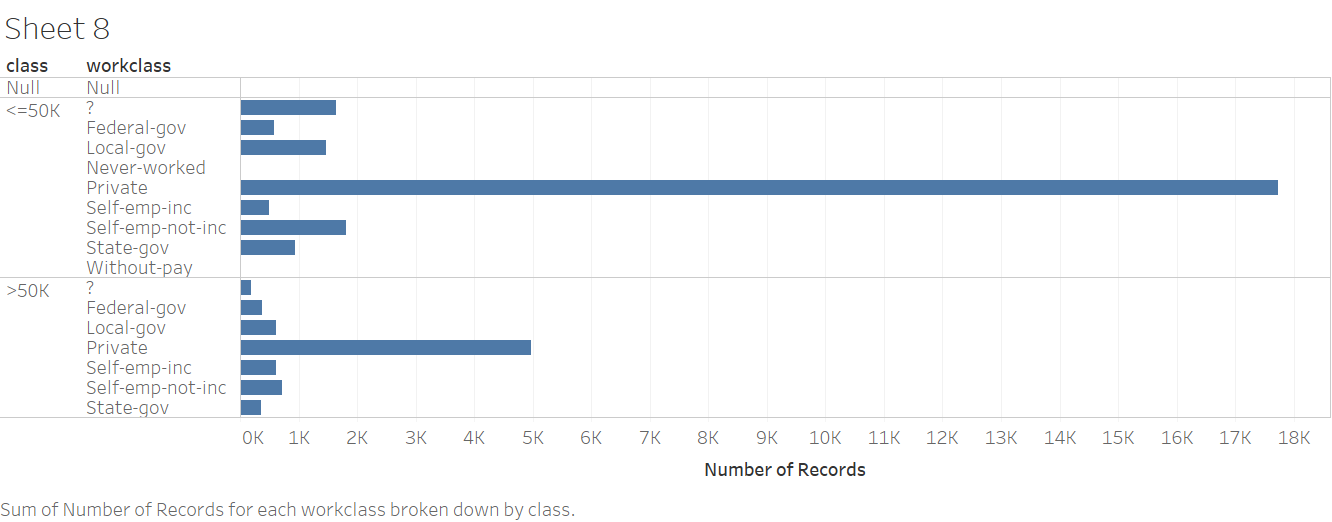 Sheet 8
class workclass
Null Null
<=50K ?
Federal-gov
Local-gov
Never-worked
Private
Self-emp-inc
Self-emp-not-inc
State-gov
Without-pay
>50K ?
Federal-gov
Local-gov
Private
Self-emp-inc
Self-emp-not-inc
State-gov
0K 1K 2K 3K 4K 5K 6K 7K 8K 9K 10K 11K 12K 13K 14K 15K 16K 17K 18K
Number of Records
Sum of Number of Records for each workclass broken down by class.